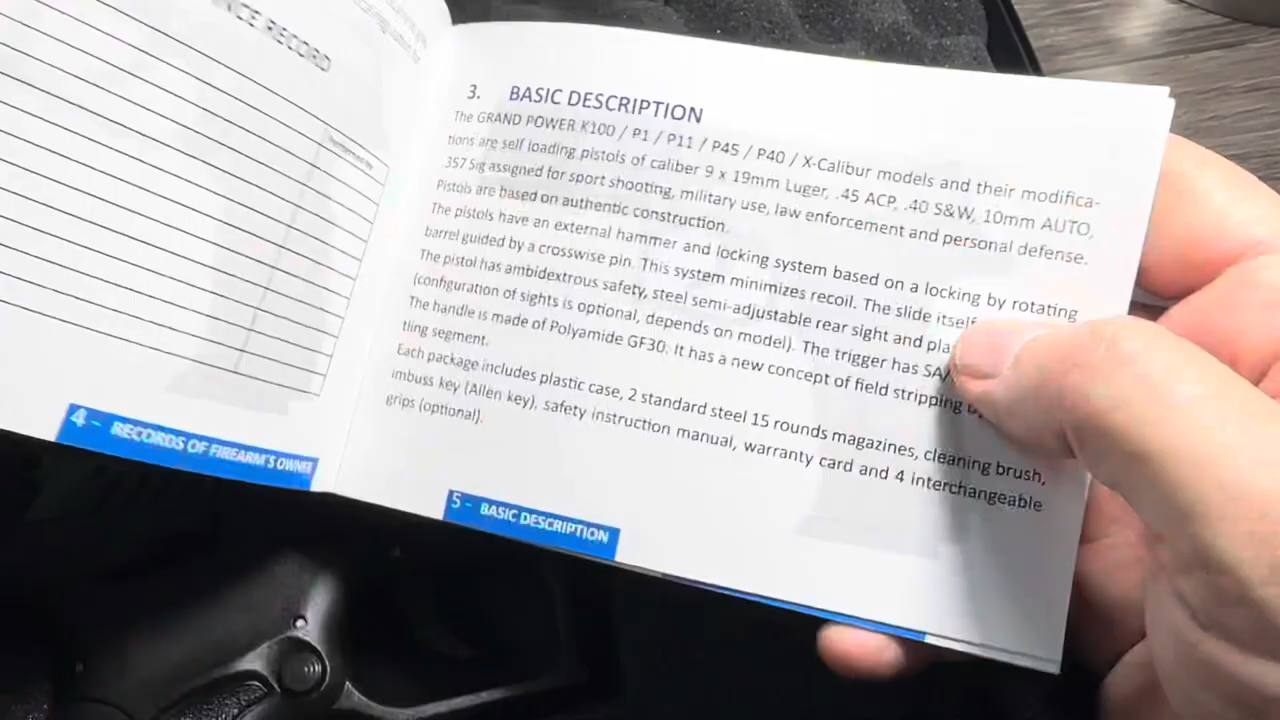 RECORD
4 - RECORDS OF FIREARM'S OWNER
3. BASIC DESCRIPTION
The GRAND POWER K100 / P1 / P11 / P45 / P40 / X-Calibur models and their modifica-
tions are self loading pistols of caliber 9 x 19mm Luger, .45 ACP, .40 S&W, 10mm AUTO,
357 Sig assigned for sport shooting, military use, law enforcement and personal defense.
Pistols are based on authentic construction.
The pistols have an external hammer and locking system based on a locking by rotating
barrel guided by a crosswise pin. This system minimizes recoil. The slide itself
The pistol has ambidextrous safety, steel semi-adjustable rear sight and pla
(configuration of sights is optional, depends on model). The trigger has SA/
The handle is made of Polyamide GF30. It has a new concept of field stripping
tling segment.
Each package includes plastic case, 2 standard steel 15 rounds magazines, cleaning brush,
imbuss key (Allen key), safety instruction manual, warranty card and 4 interchangeable
grips (optional).
5 - BASIC DESCRIPTION